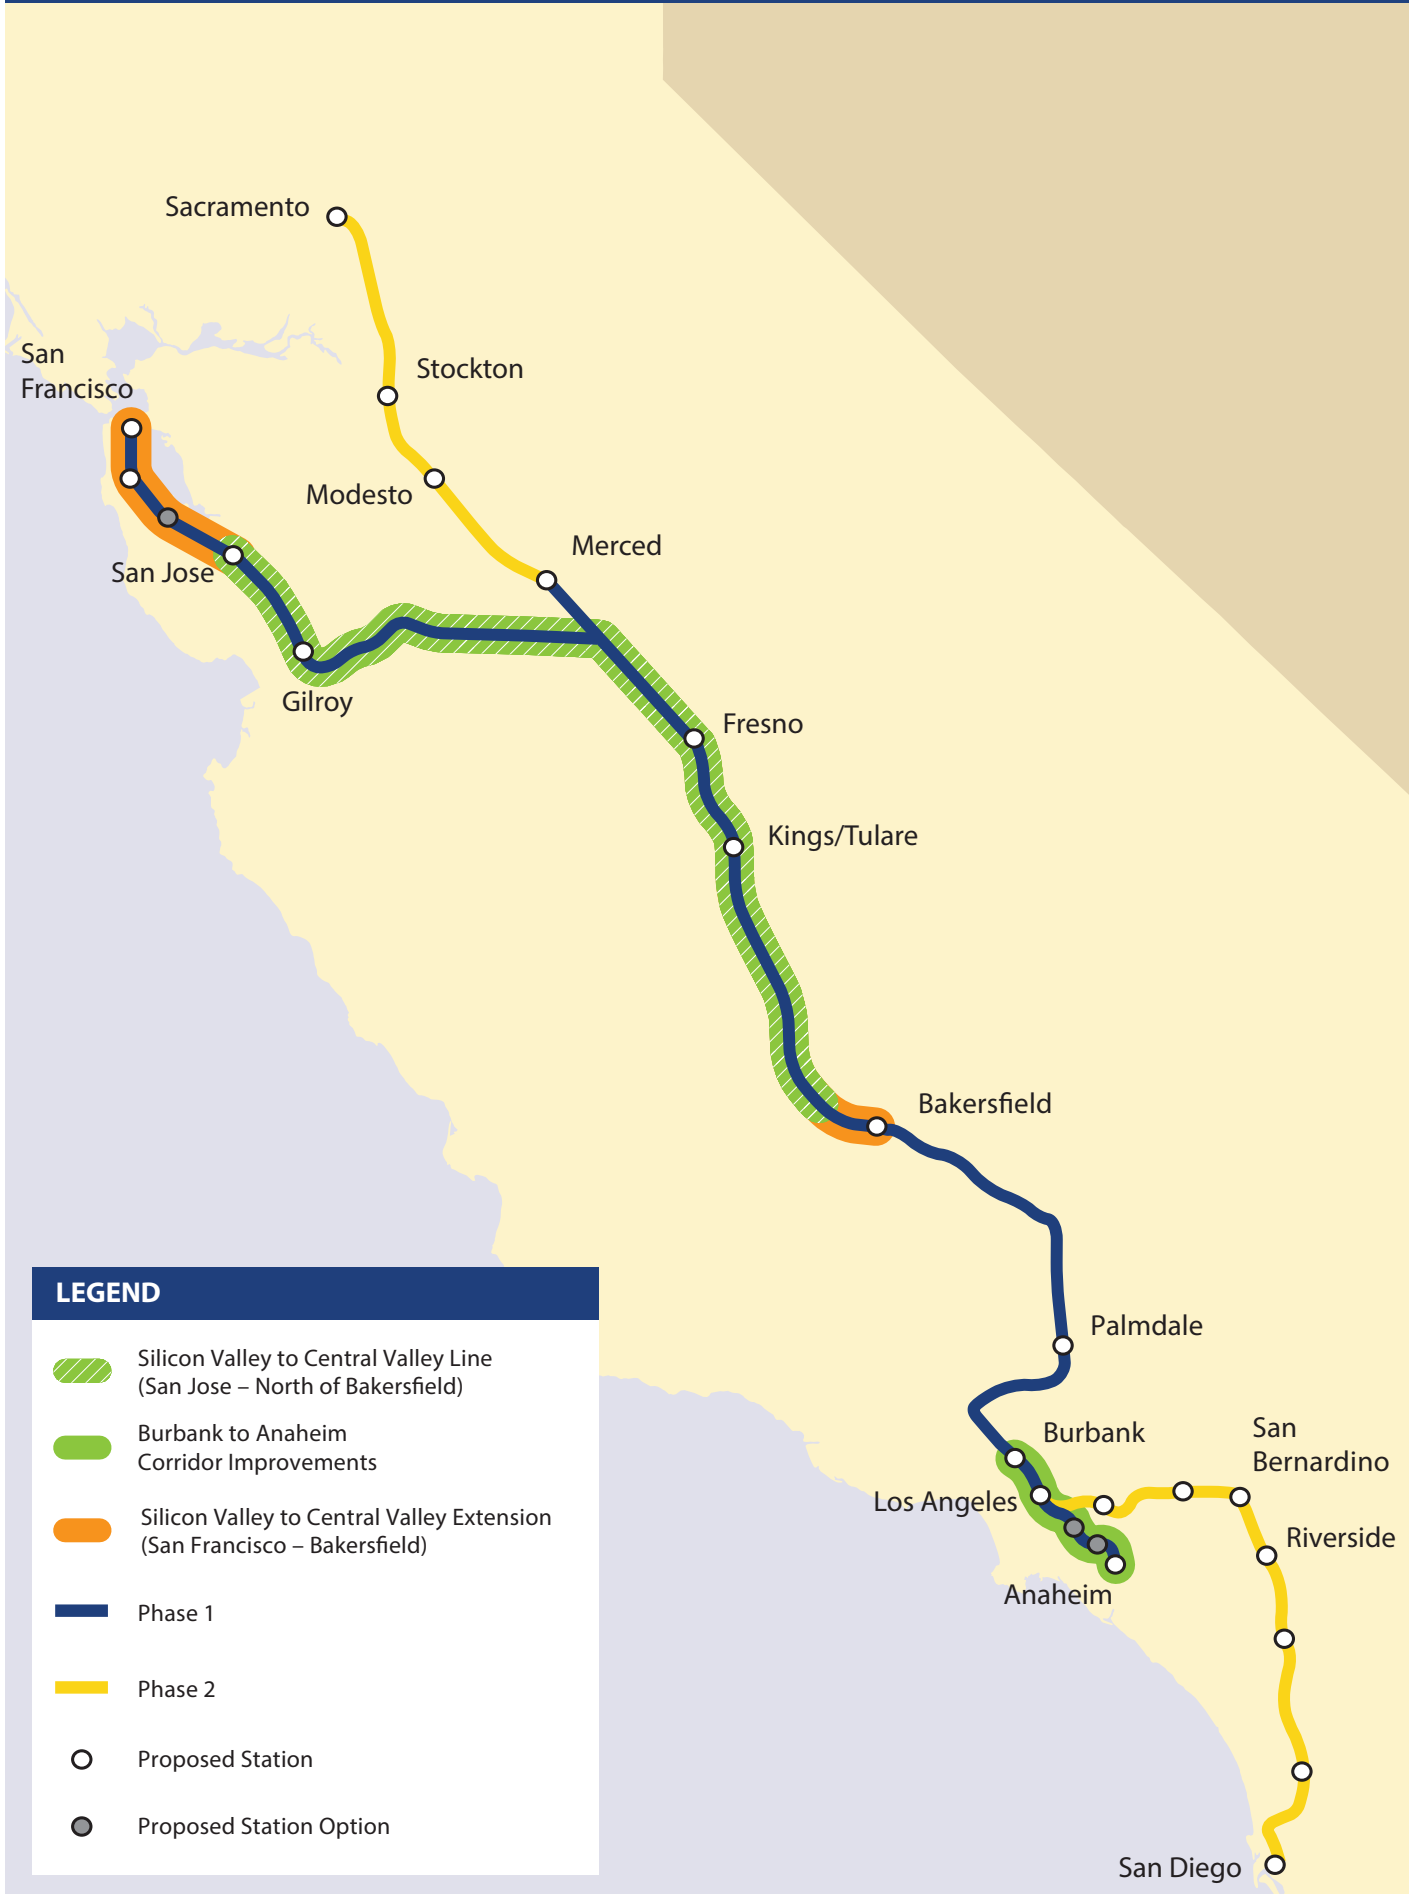 Sacramento
San
Francisco
Stockton
Modesto
Merced
San Jose
Gilroy
Fresno
Kings/Tulare
Bakersfield
Palmdale
Burbank
San
Bernardino
Los Angeles
Riverside
Anaheim
San Diego
LEGEND
Silicon Valley to Central Valley Line
(San Jose – North of Bakersfield)
Burbank to Anaheim
Corridor Improvements
Silicon Valley to Central Valley Extension
(San Francisco – Bakersfield)
Phase 1
Phase 2
Proposed Station
Proposed Station Option